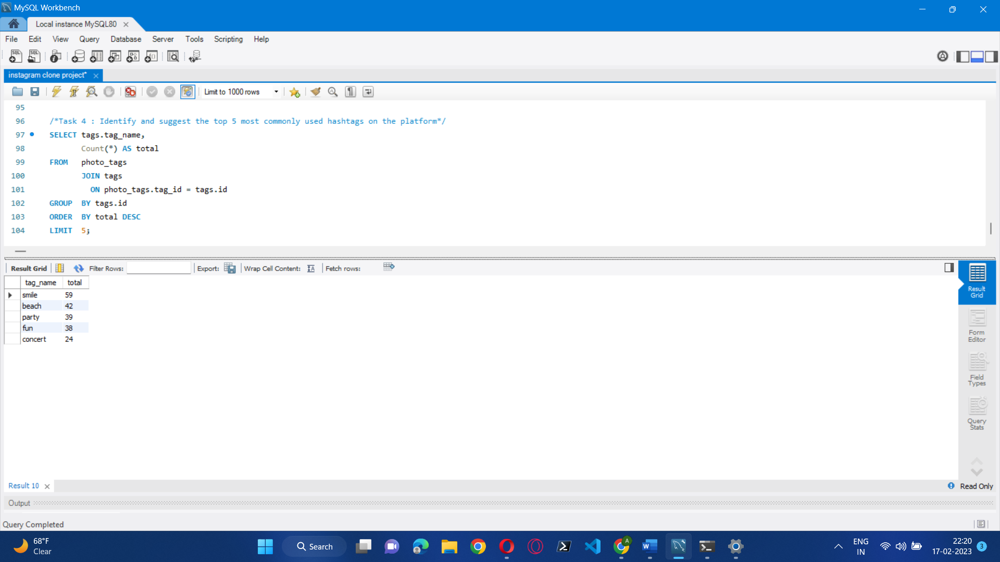 MySQL Workbench
Local instance MySQL80
File Edit View Query Database Server Tools Scripting Help
SQL SQL
instagram clone project*
Limit to 1000 rows
95
96 /*Task 4 : Identify and suggest the top 5 most commonly used hashtags on the platform*/
97 SELECT tags.tag_name,
98 Count(*) AS total
99 FROM photo_tags
100 JOIN tags
101 ON photo_tags.tag_id = tags.id
102 GROUP BY tags.id
103 ORDER BY total DESC
104 LIMIT 5;
Result Grid Filter Rows: Export: Wrap Cell Content: IA Fetch rows:
tag_name total
smile 59
beach 42
party 39
fun 38
concert 24
Result
Grid
Form
Editor
Field
Types
Query
Stats
Result 10
Read Only
Output
Query Completed
68°F
Clear
Search
A
W
ENG
IN
22:20
17-02-2023
3